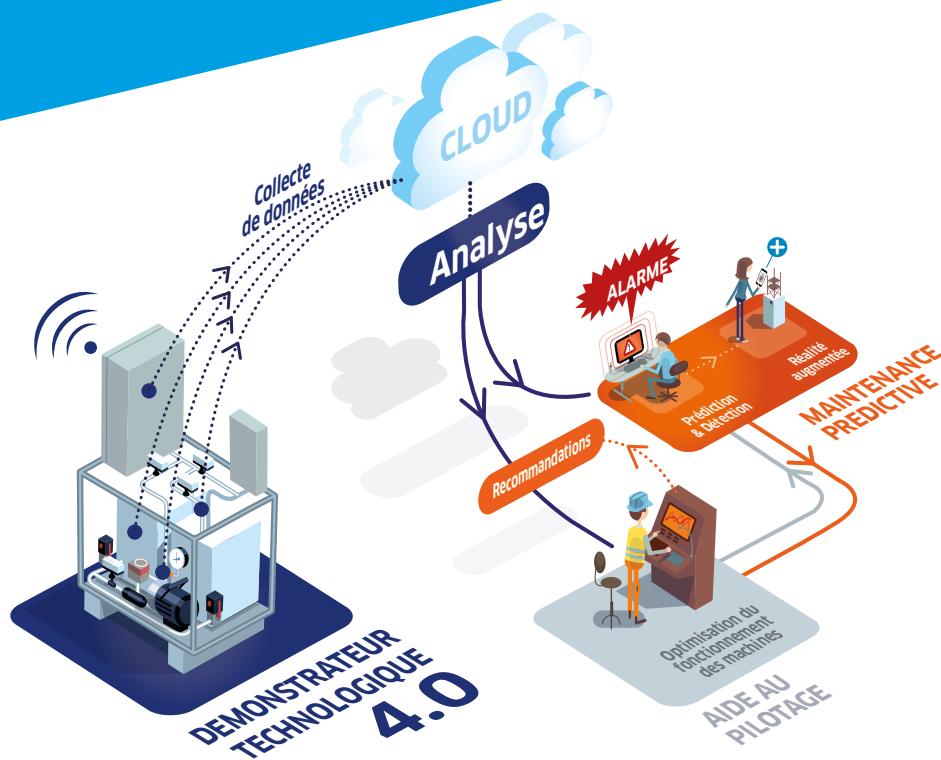 CLOUD
Collecte
de données
Analyse
ALARME
Réalité
augmentée
Prédiction
& Détection
MAINTENANCE
PREDICTIVE
Recommandations
Optimisation du
fonctionnement
des machines
AIDE AU
PILOTAGE
DEMONSTRATEUR
TECHNOLOGIQUE
4.0